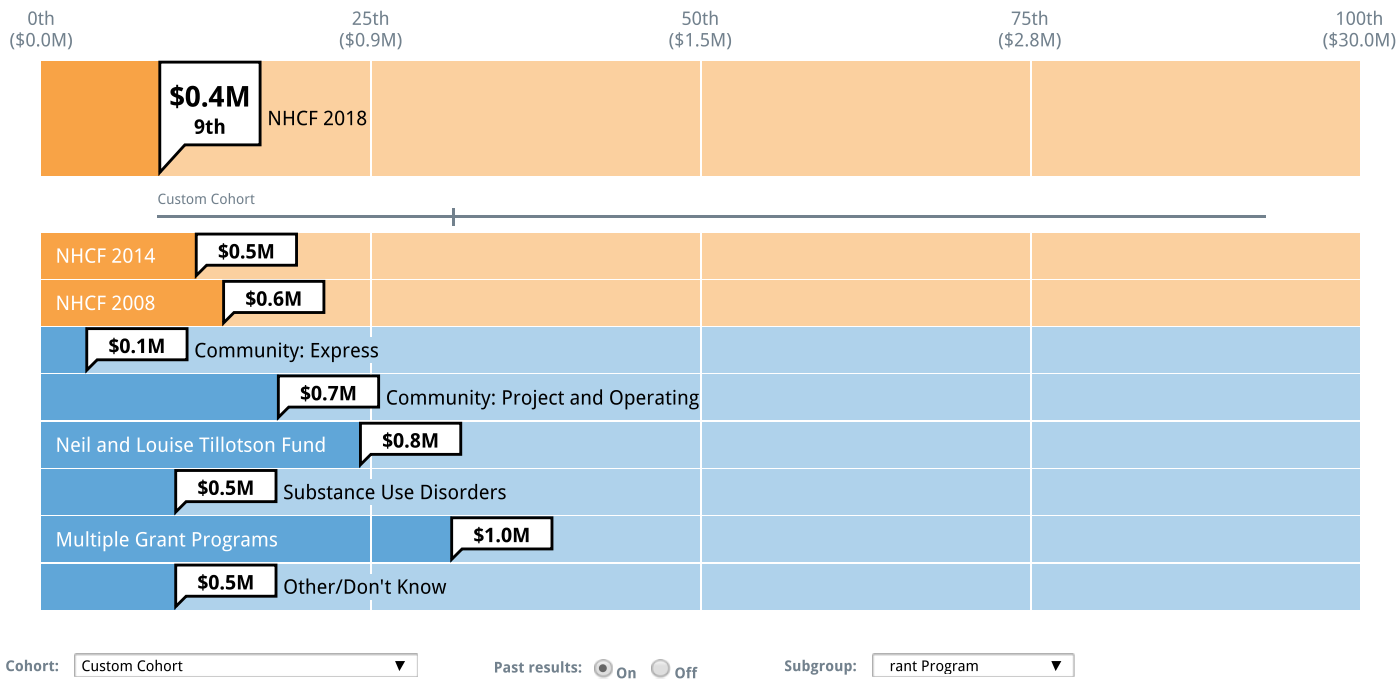 0th 25th 50th 75th 100th
($0.0M) ($0.9M) ($1.5M) ($2.8M) ($30.0M)
$0.4M
9th
NHCF 2018
Custom Cohort
NHCF 2014 $0.5M
NHCF 2008 $0.6M
$0.1M Community: Express
$0.7M Community: Project and Operating
Neil and Louise Tillotson Fund $0.8M
$0.5M Substance Use Disorders
Multiple Grant Programs $1.0M
$0.5M Other/Don't Know
Cohort: Custom Cohort Past results: On Off Subgroup: rant Program